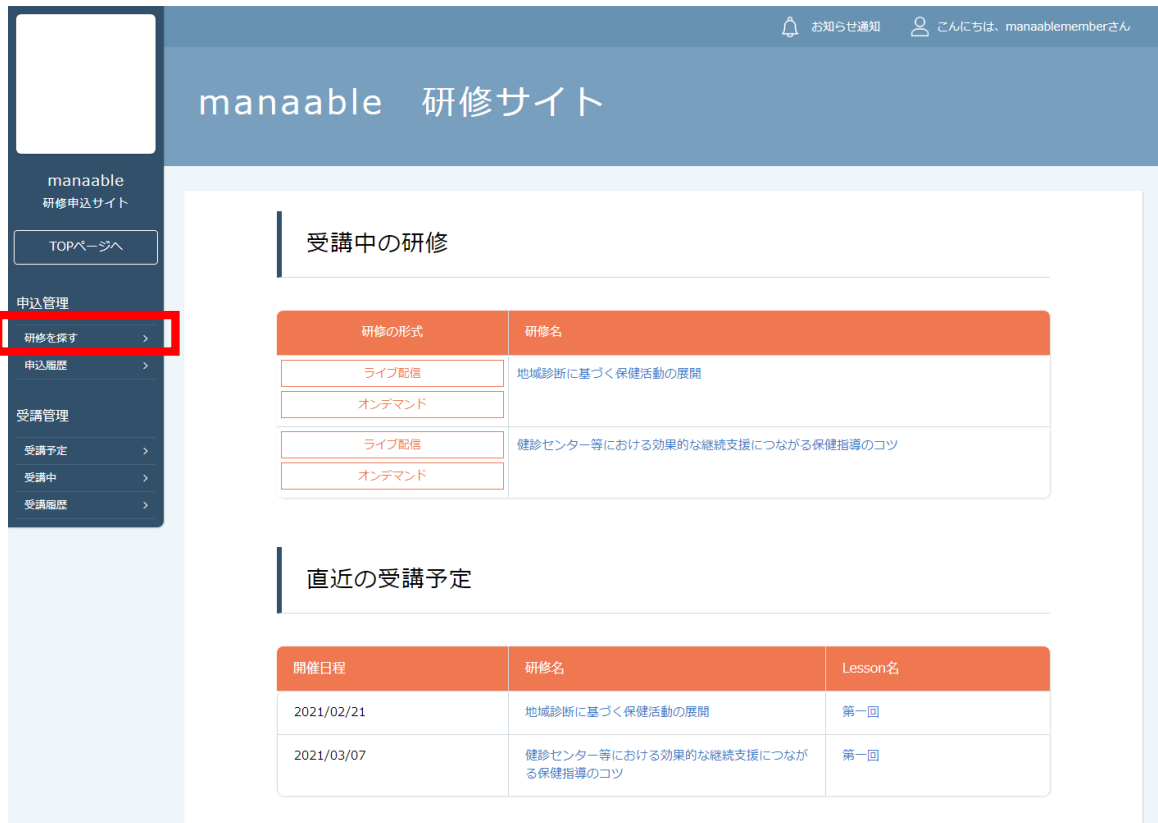 お知らせ通知
こんにちは、manaablememberさん
manaable 研修サイト
manaable
研修申込サイト
TOPページへ
申込管理
研修を探す
申込履歴
受講管理
受講予定
受講中
受講履歴
受講中の研修
研修の形式 研修名
ライブ配信 地域診断に基づく保健活動の展開
オンデマンド
ライブ配信 健診センター等における効果的な継続支援につながる保健指導のコツ
オンデマンド
直近の受講予定
開催日程 研修名 Lesson名
2021/02/21 地域診断に基づく保健活動の展開 第一回
2021/03/07 健診センター等における効果的な継続支援につなが 第一回
る保健指導のコツ